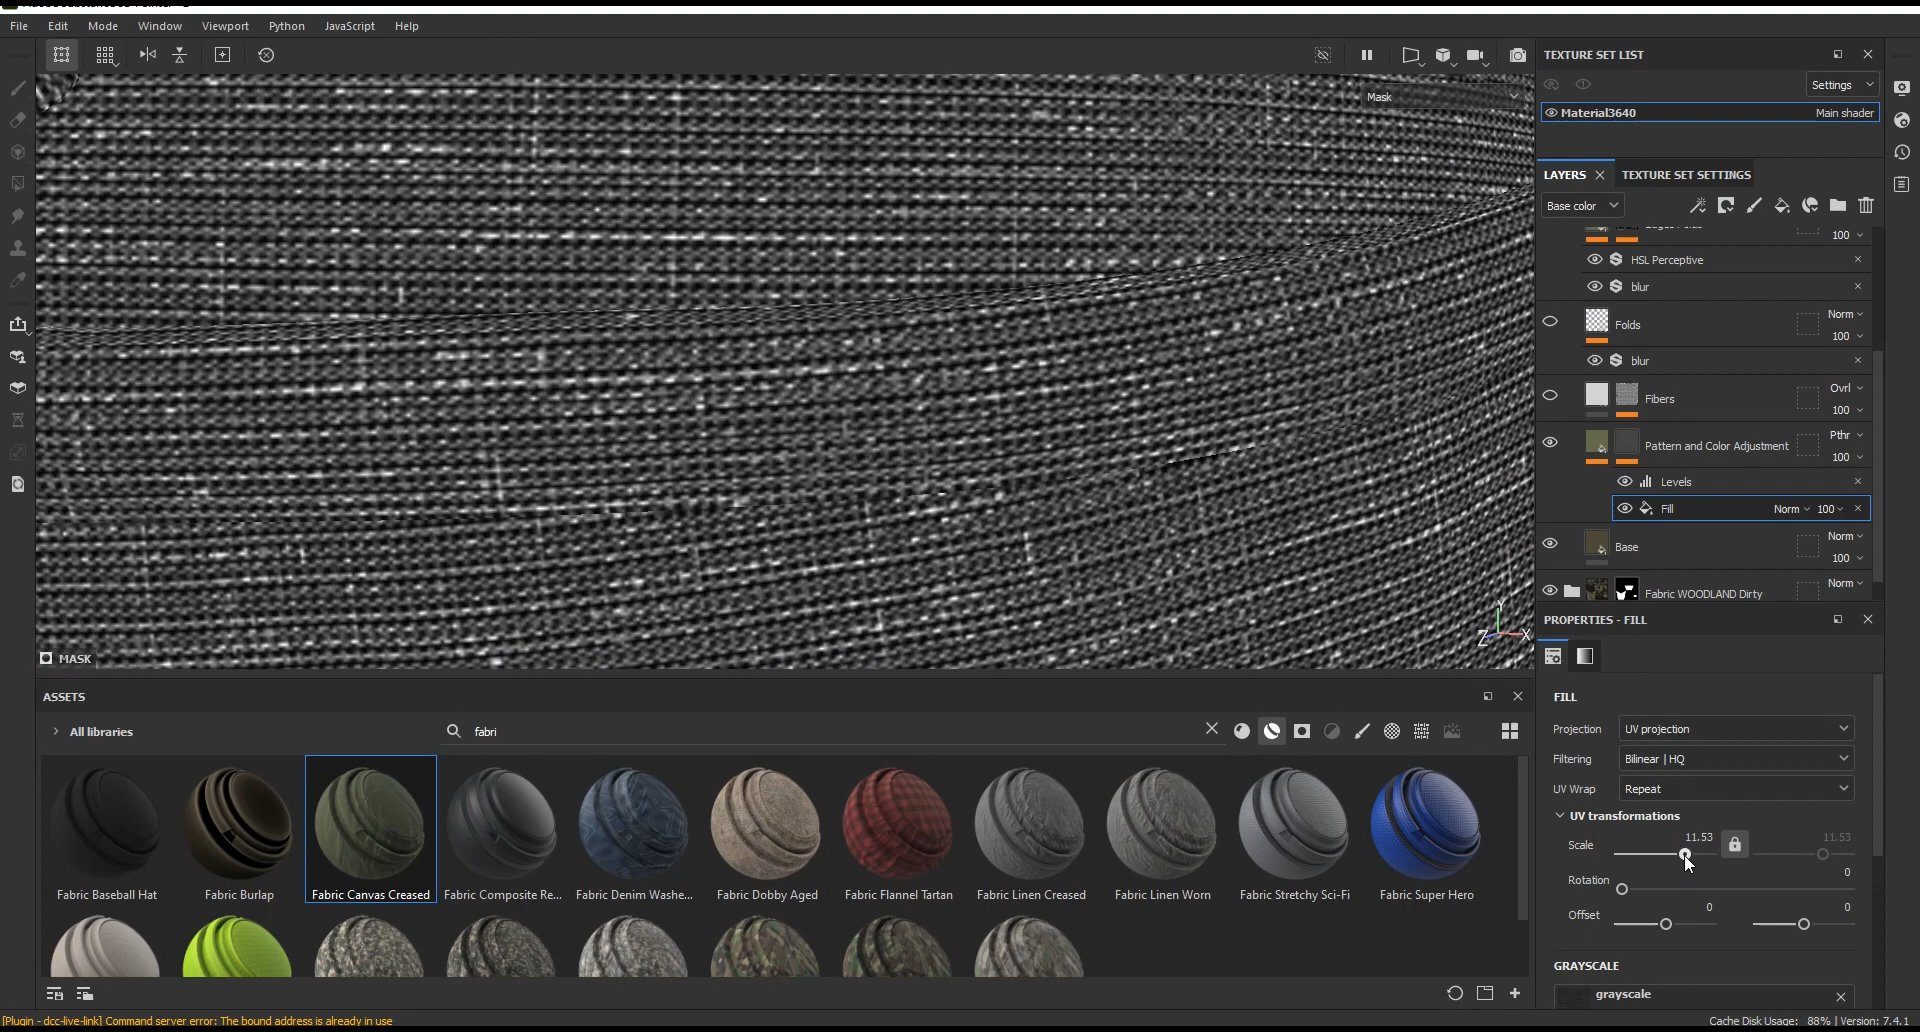 File Edit Mode Window Viewport Python JavaScript Help
TEXTURE SET LIST
Settings
Mask
Material3640 Main shader
LAYERS TEXTURE SET SETTINGS
Base color
100
HSL Perceptive
blur
Norm
Folds
100
blur
Ovrl
Fibers
100
Pthr
Pattern and Color Adjustment
100
Levels
Fill Norm 100
Norm
Base
100
Norm
Fabric WOODLAND Dirty
Y
Z X
MASK
PROPERTIES - FILL
ASSETS
All libraries
fabri
FILL
Projection UV projection
Filtering Bilinear | HQ
UV Wrap Repeat
UV transformations
11.53 11.53
Scale
0
Rotation
0 0
Offset
GRAYSCALE
grayscale
Fabric Baseball Hat Fabric Burlap Fabric Canvas Creased Fabric Composite Re... Fabric Denim Washe... Fabric Dobby Aged Fabric Flannel Tartan Fabric Linen Creased Fabric Linen Worn Fabric Stretchy Sci-Fi Fabric Super Hero
[Plugin - dcc-live-link] Command server error: The bound address is already in use
Cache Disk Usage: 88% | Version: 7.4.1